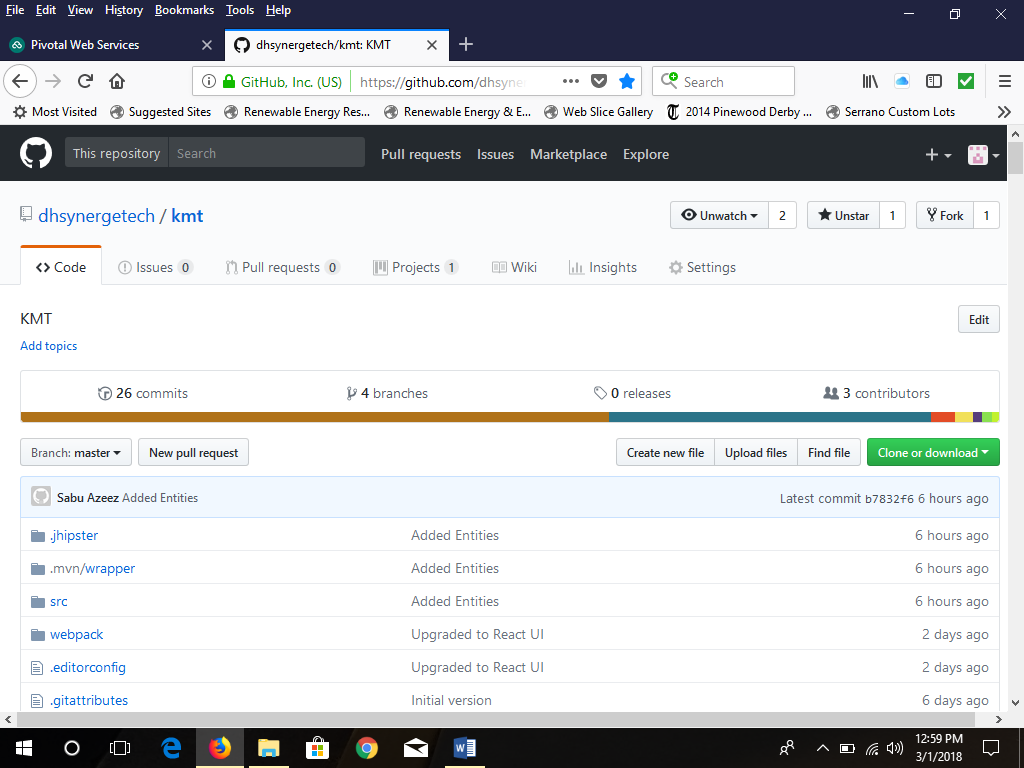 File Edit View History Bookmarks Tools Help
Pivotal Web Services
dhsynergetech/kmt: KMT
GitHub, Inc. (US) https://github.com/dhsyne
Search
Most Visited Suggested Sites Renewable Energy Res... Renewable Energy & E... Web Slice Gallery 2014 Pinewood Derby ... Serrano Custom Lots
This repository Search Pull requests Issues Marketplace Explore
dhsynergetech / kmt
Unwatch 2 Unstar 1 Fork 1
Code Issues 0 Pull requests 0 Projects 1 Wiki Insights Settings
KMT
Edit
Add topics
26 commits 4 branches 0 releases 3 contributors
Branch: master New pull request Create new file Upload files Find file Clone or download
Sabu Azeez Added Entities Latest commit b7832f6 6 hours ago
.jhipster Added Entities 6 hours ago
.mvn/wrapper Added Entities 6 hours ago
src Added Entities 6 hours ago
webpack Upgraded to React UI 2 days ago
.editorconfig Upgraded to React UI 2 days ago
.gitattributes Initial version 6 days ago
12:59 PM
3/1/2018